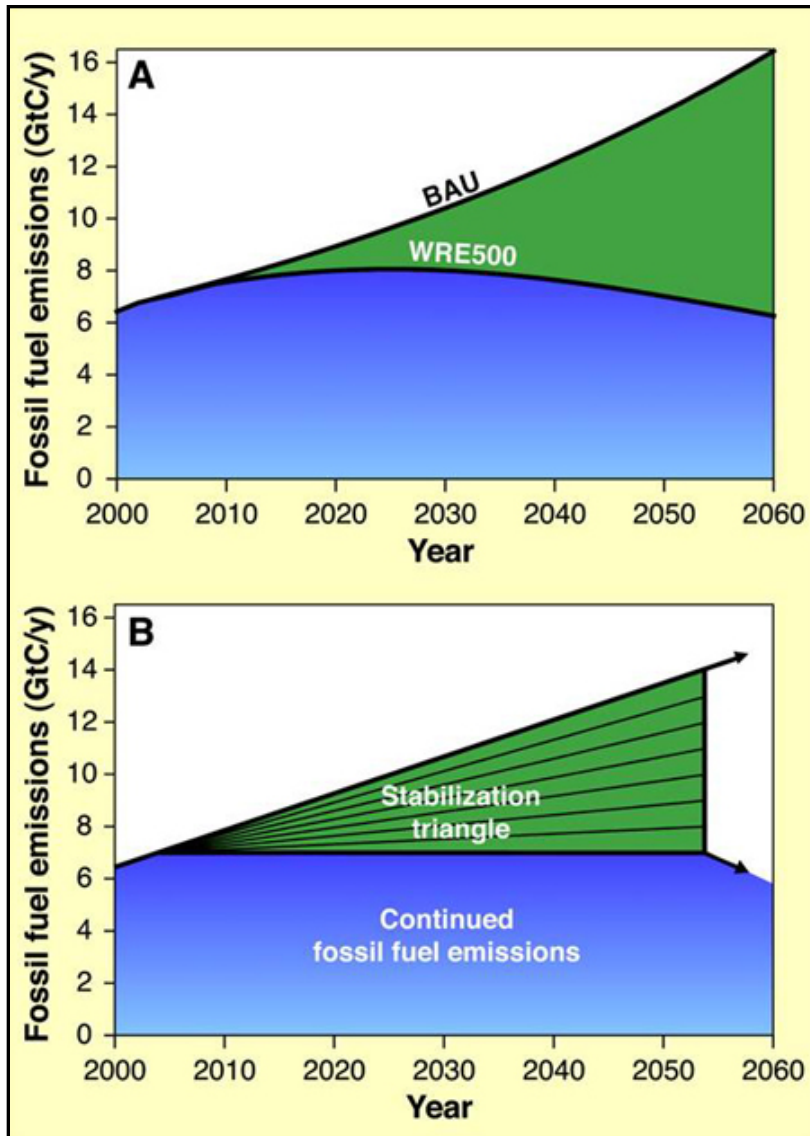 A
Fossil fuel emissions (GtC/y)
16
14
12
10
8
6
4
2
0
BAU
WRE500
2000 2010 2020 2030 2040 2050 2060
Year
B
Fossil fuel emissions (GtC/y)
16
14
12
10
8
6
4
2
0
Stabilization
triangle
Continued
fossil fuel emissions
2000 2010 2020 2030 2040 2050 2060
Year